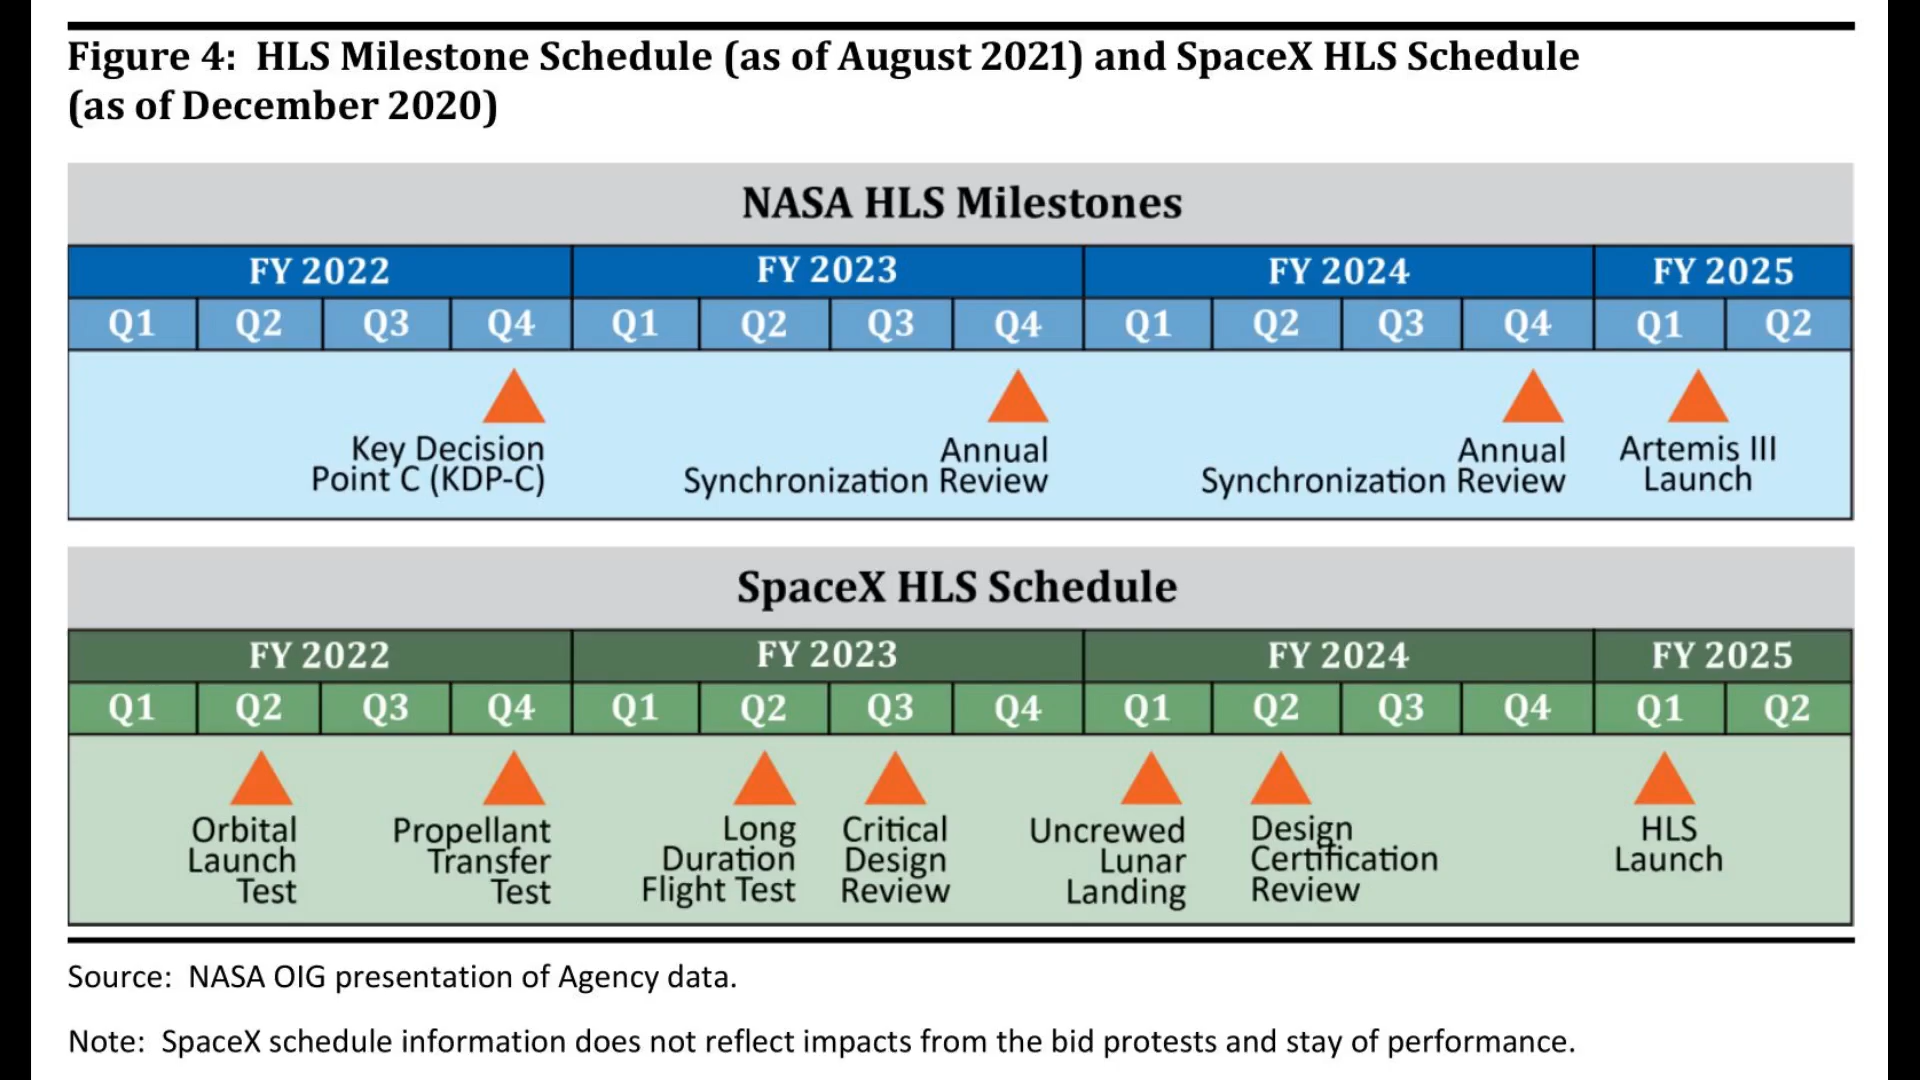 Figure 4:  HLS Milestone Schedule (as of August 2021) and SpaceX HLS Schedule
(as of December 2020)
NASA HLS Milestones
FY 2022 FY 2023 FY 2024 FY 2025
Q1 Q2 Q3 Q4 Q1 Q2 Q3 Q4 Q1 Q2 Q3 Q4 Q1 Q2
Key Decision
Point C (KDP-C)
Annual
Synchronization Review
Annual
Synchronization Review
Artemis III
Launch
SpaceX HLS Schedule
FY 2022 FY 2023 FY 2024 FY 2025
Q1 Q2 Q3 Q4 Q1 Q2 Q3 Q4 Q1 Q2 Q3 Q4 Q1 Q2
Orbital
Launch
Test
Propellant
Transfer
Test
Long
Duration
Flight Test
Critical
Design
Review
Uncrewed
Lunar
Landing
Design
Certification
Review
HLS
Launch
Source:  NASA OIG presentation of Agency data.
Note:  SpaceX schedule information does not reflect impacts from the bid protests and stay of performance.